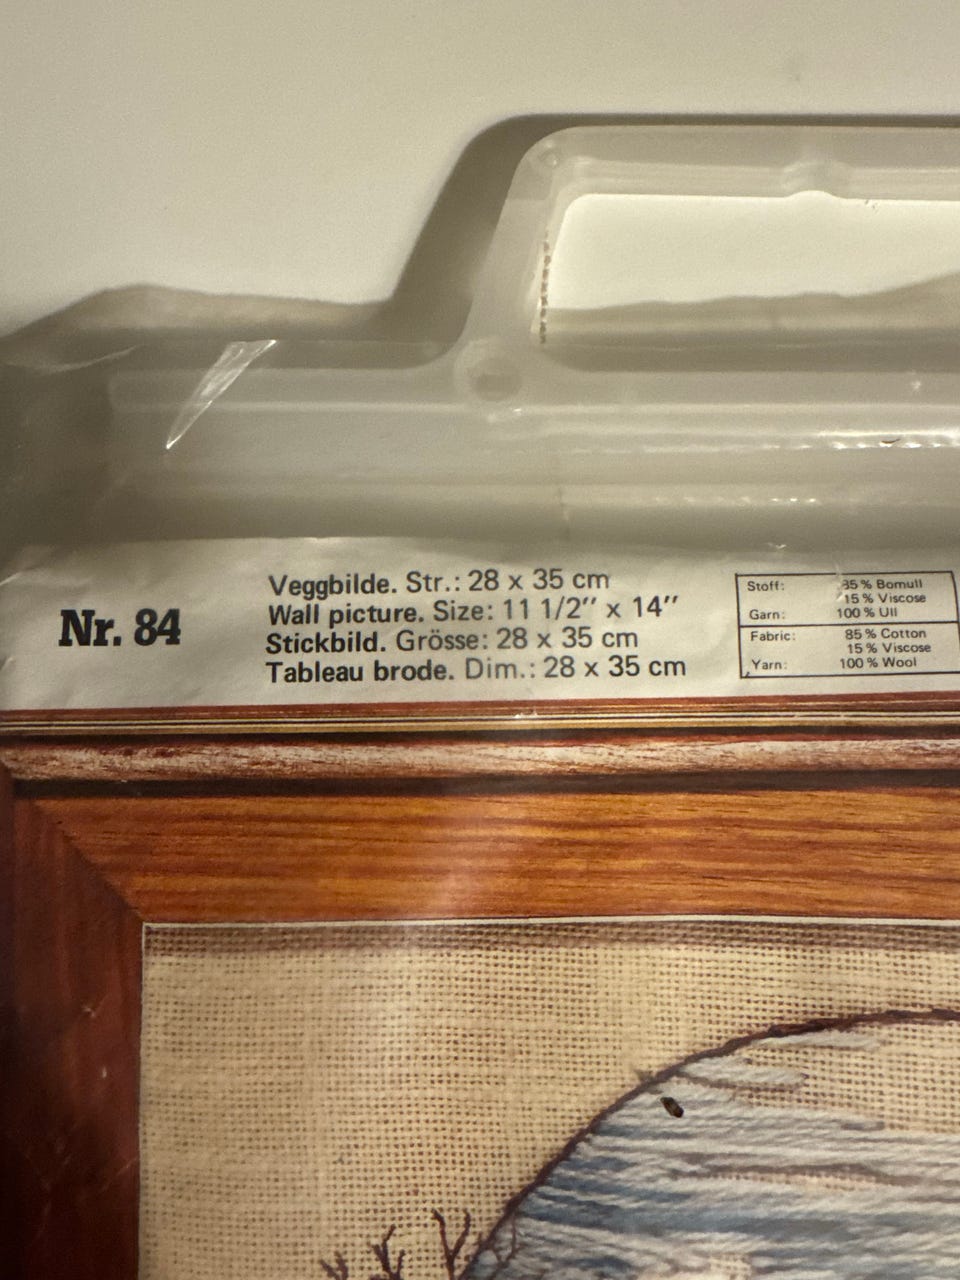 Nr. 84
Veggbilde. Str.: 28 x 35 cm
Wall picture. Size: 11 1/2″ x 14″
Stickbild. Grösse: 28 x 35 cm
Tableau brode. Dim.: 28 x 35 cm
Stoff: 85 % Bomull
15 % Viscose
Garn: 100 % Ull
Fabric: 85 % Cotton
15 % Viscose
Yarn: 100 % Wool